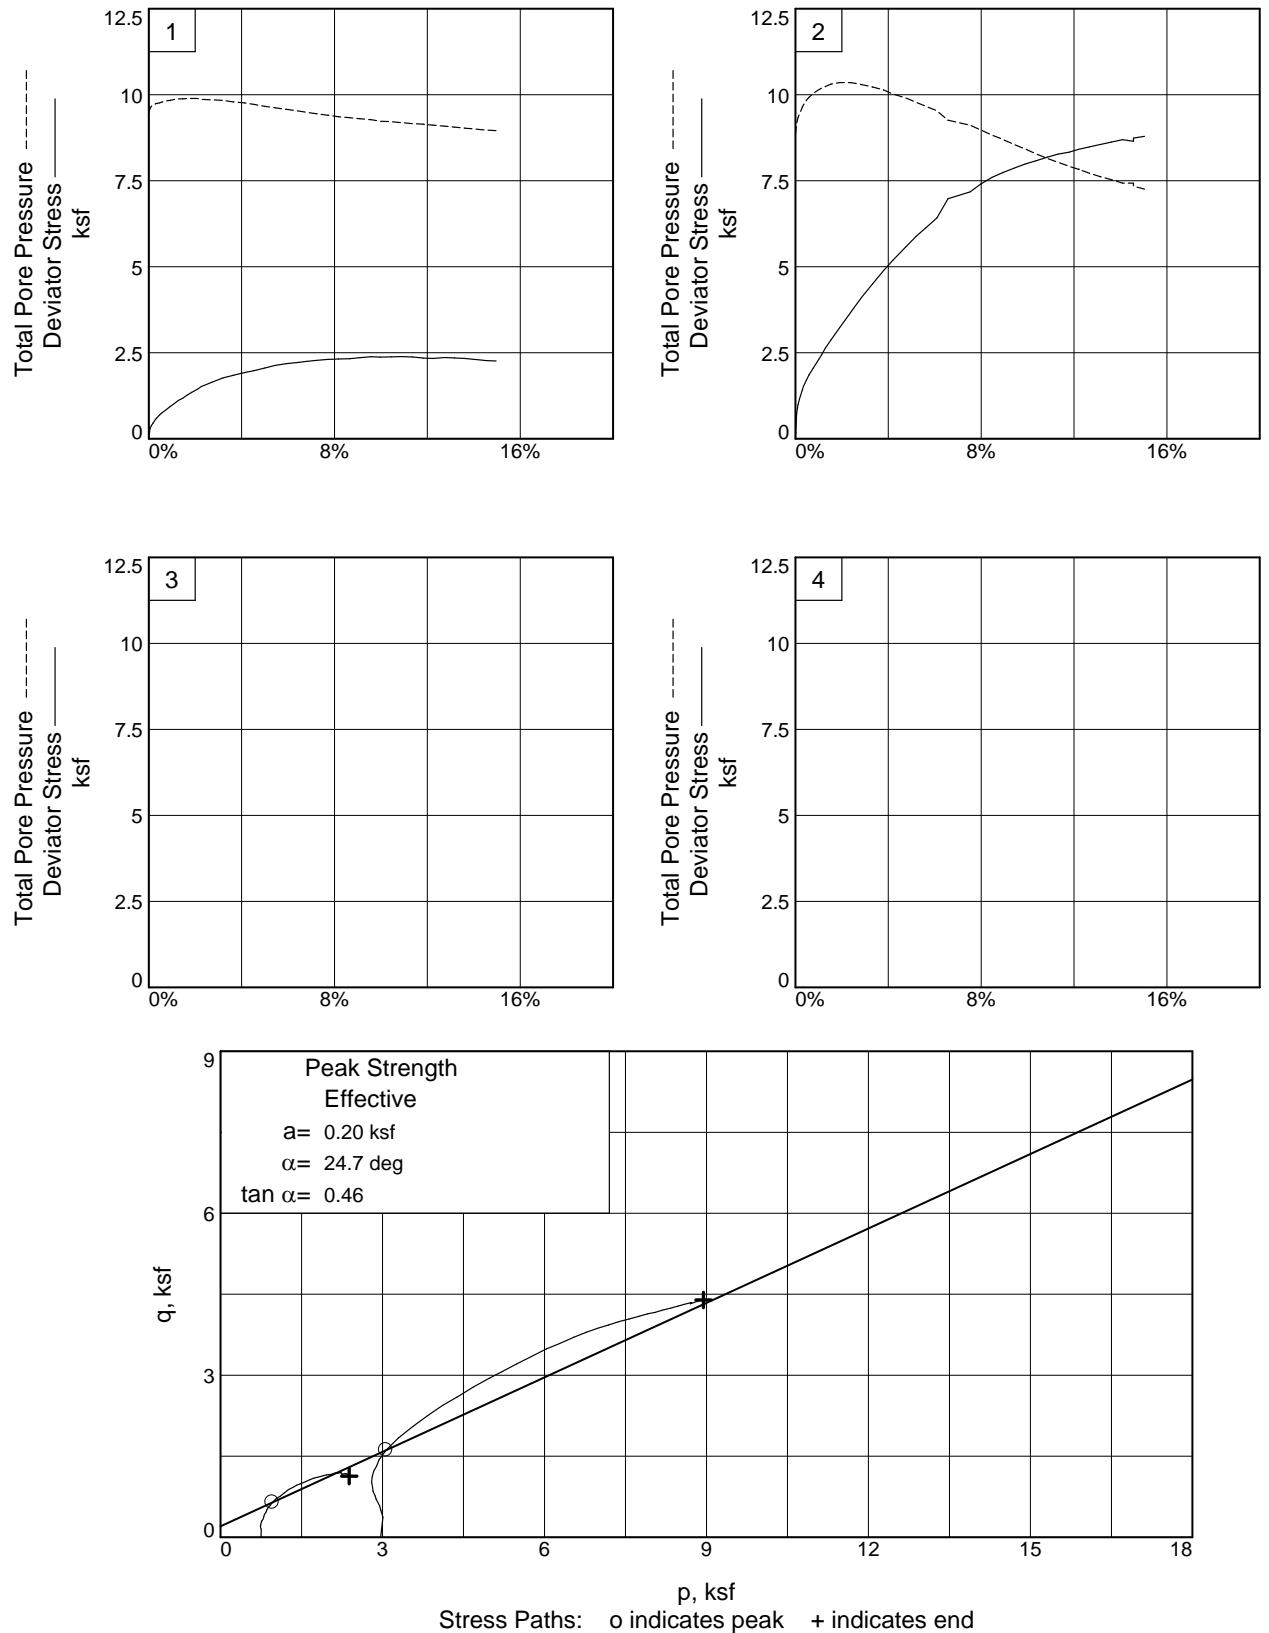 12.5
1
10
7.5
5
2.5
0
0%
8%
16%
Total Pore Pressure
Deviator Stress
ksf
12.5
2
10
7.5
5
2.5
0
0%
8%
16%
Total Pore Pressure
Deviator Stress
ksf
12.5
3
10
7.5
5
2.5
0
0%
8%
16%
Total Pore Pressure
Deviator Stress
ksf
12.5
4
10
7.5
5
2.5
0
0%
8%
16%
Total Pore Pressure
Deviator Stress
ksf
Peak Strength
Effective
a= 0.20 ksf
α= 24.7 deg
tan α= 0.46
9
6
3
0
q, ksf
0
3
6
9
12
15
18
p, ksf
Stress Paths: o indicates peak + indicates end